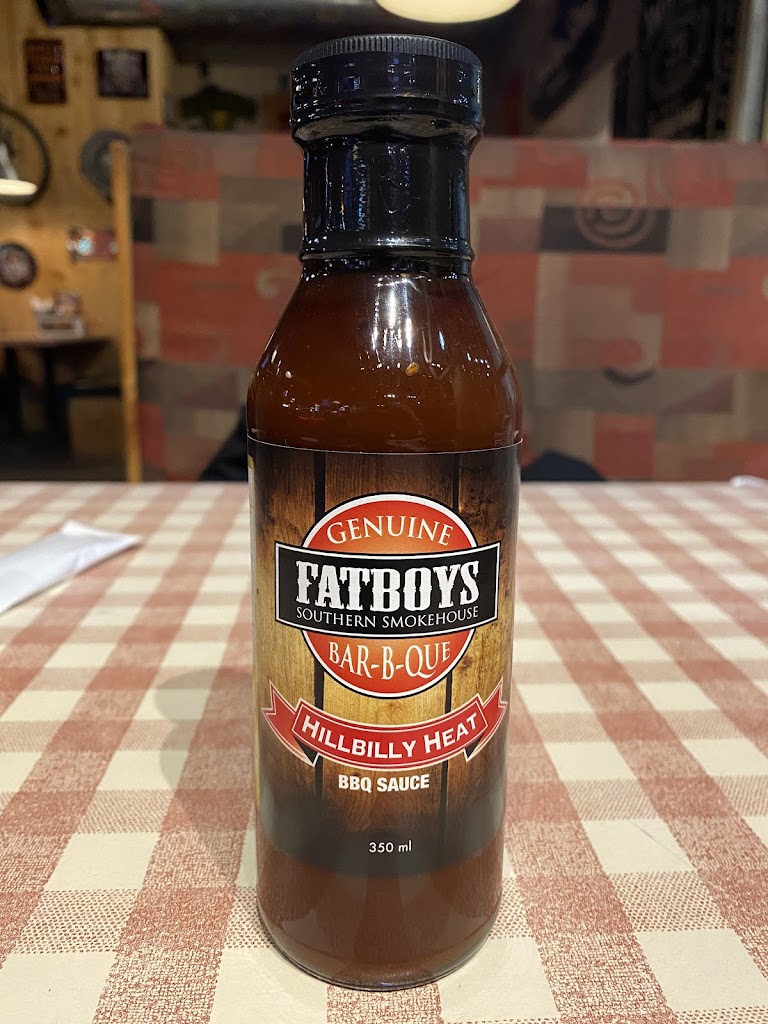 GENUINE
FATBOYS
SOUTHERN SMOKEHOUSE
BAR-B-QUE
HILLBILLY HEAT
BBQ SAUCE
350 ml